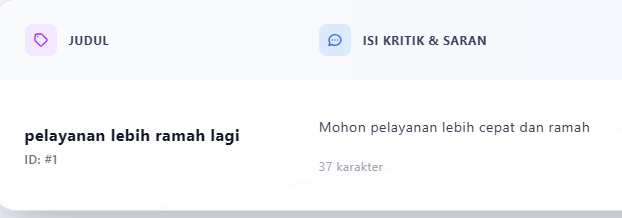 JUDUL
ISI KRITIK & SARAN
pelayanan lebih ramah lagi
ID: #1
Mohon pelayanan lebih cepat dan ramah
37 karakter